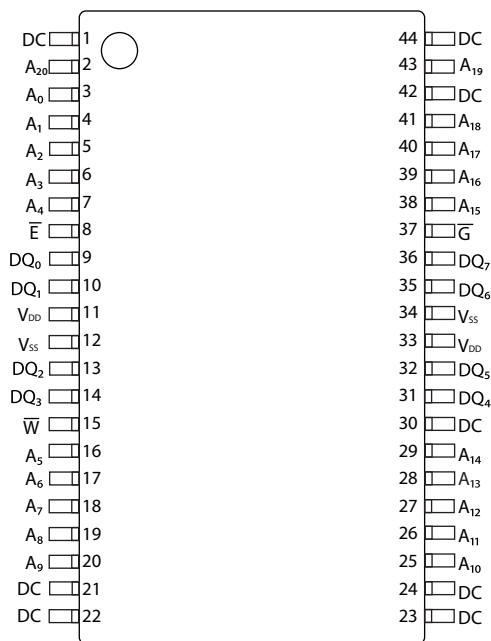 DC 1 44 DC
A₂₀ 2 43 A₁₉
A₀ 3 42 DC
A₁ 4 41 A₁₈
A₂ 5 40 A₁₇
A₃ 6 39 A₁₆
A₄ 7 38 A₁₅
E̅ 8 37 G̅
DQ₀ 9 36 DQ₇
DQ₁ 10 35 DQ₆
V_DD 11 34 V_SS
V_SS 12 33 V_DD
DQ₂ 13 32 DQ₅
DQ₃ 14 31 DQ₄
W̅ 15 30 DC
A₅ 16 29 A₁₄
A₆ 17 28 A₁₃
A₇ 18 27 A₁₂
A₈ 19 26 A₁₁
A₉ 20 25 A₁₀
DC 21 24 DC
DC 22 23 DC